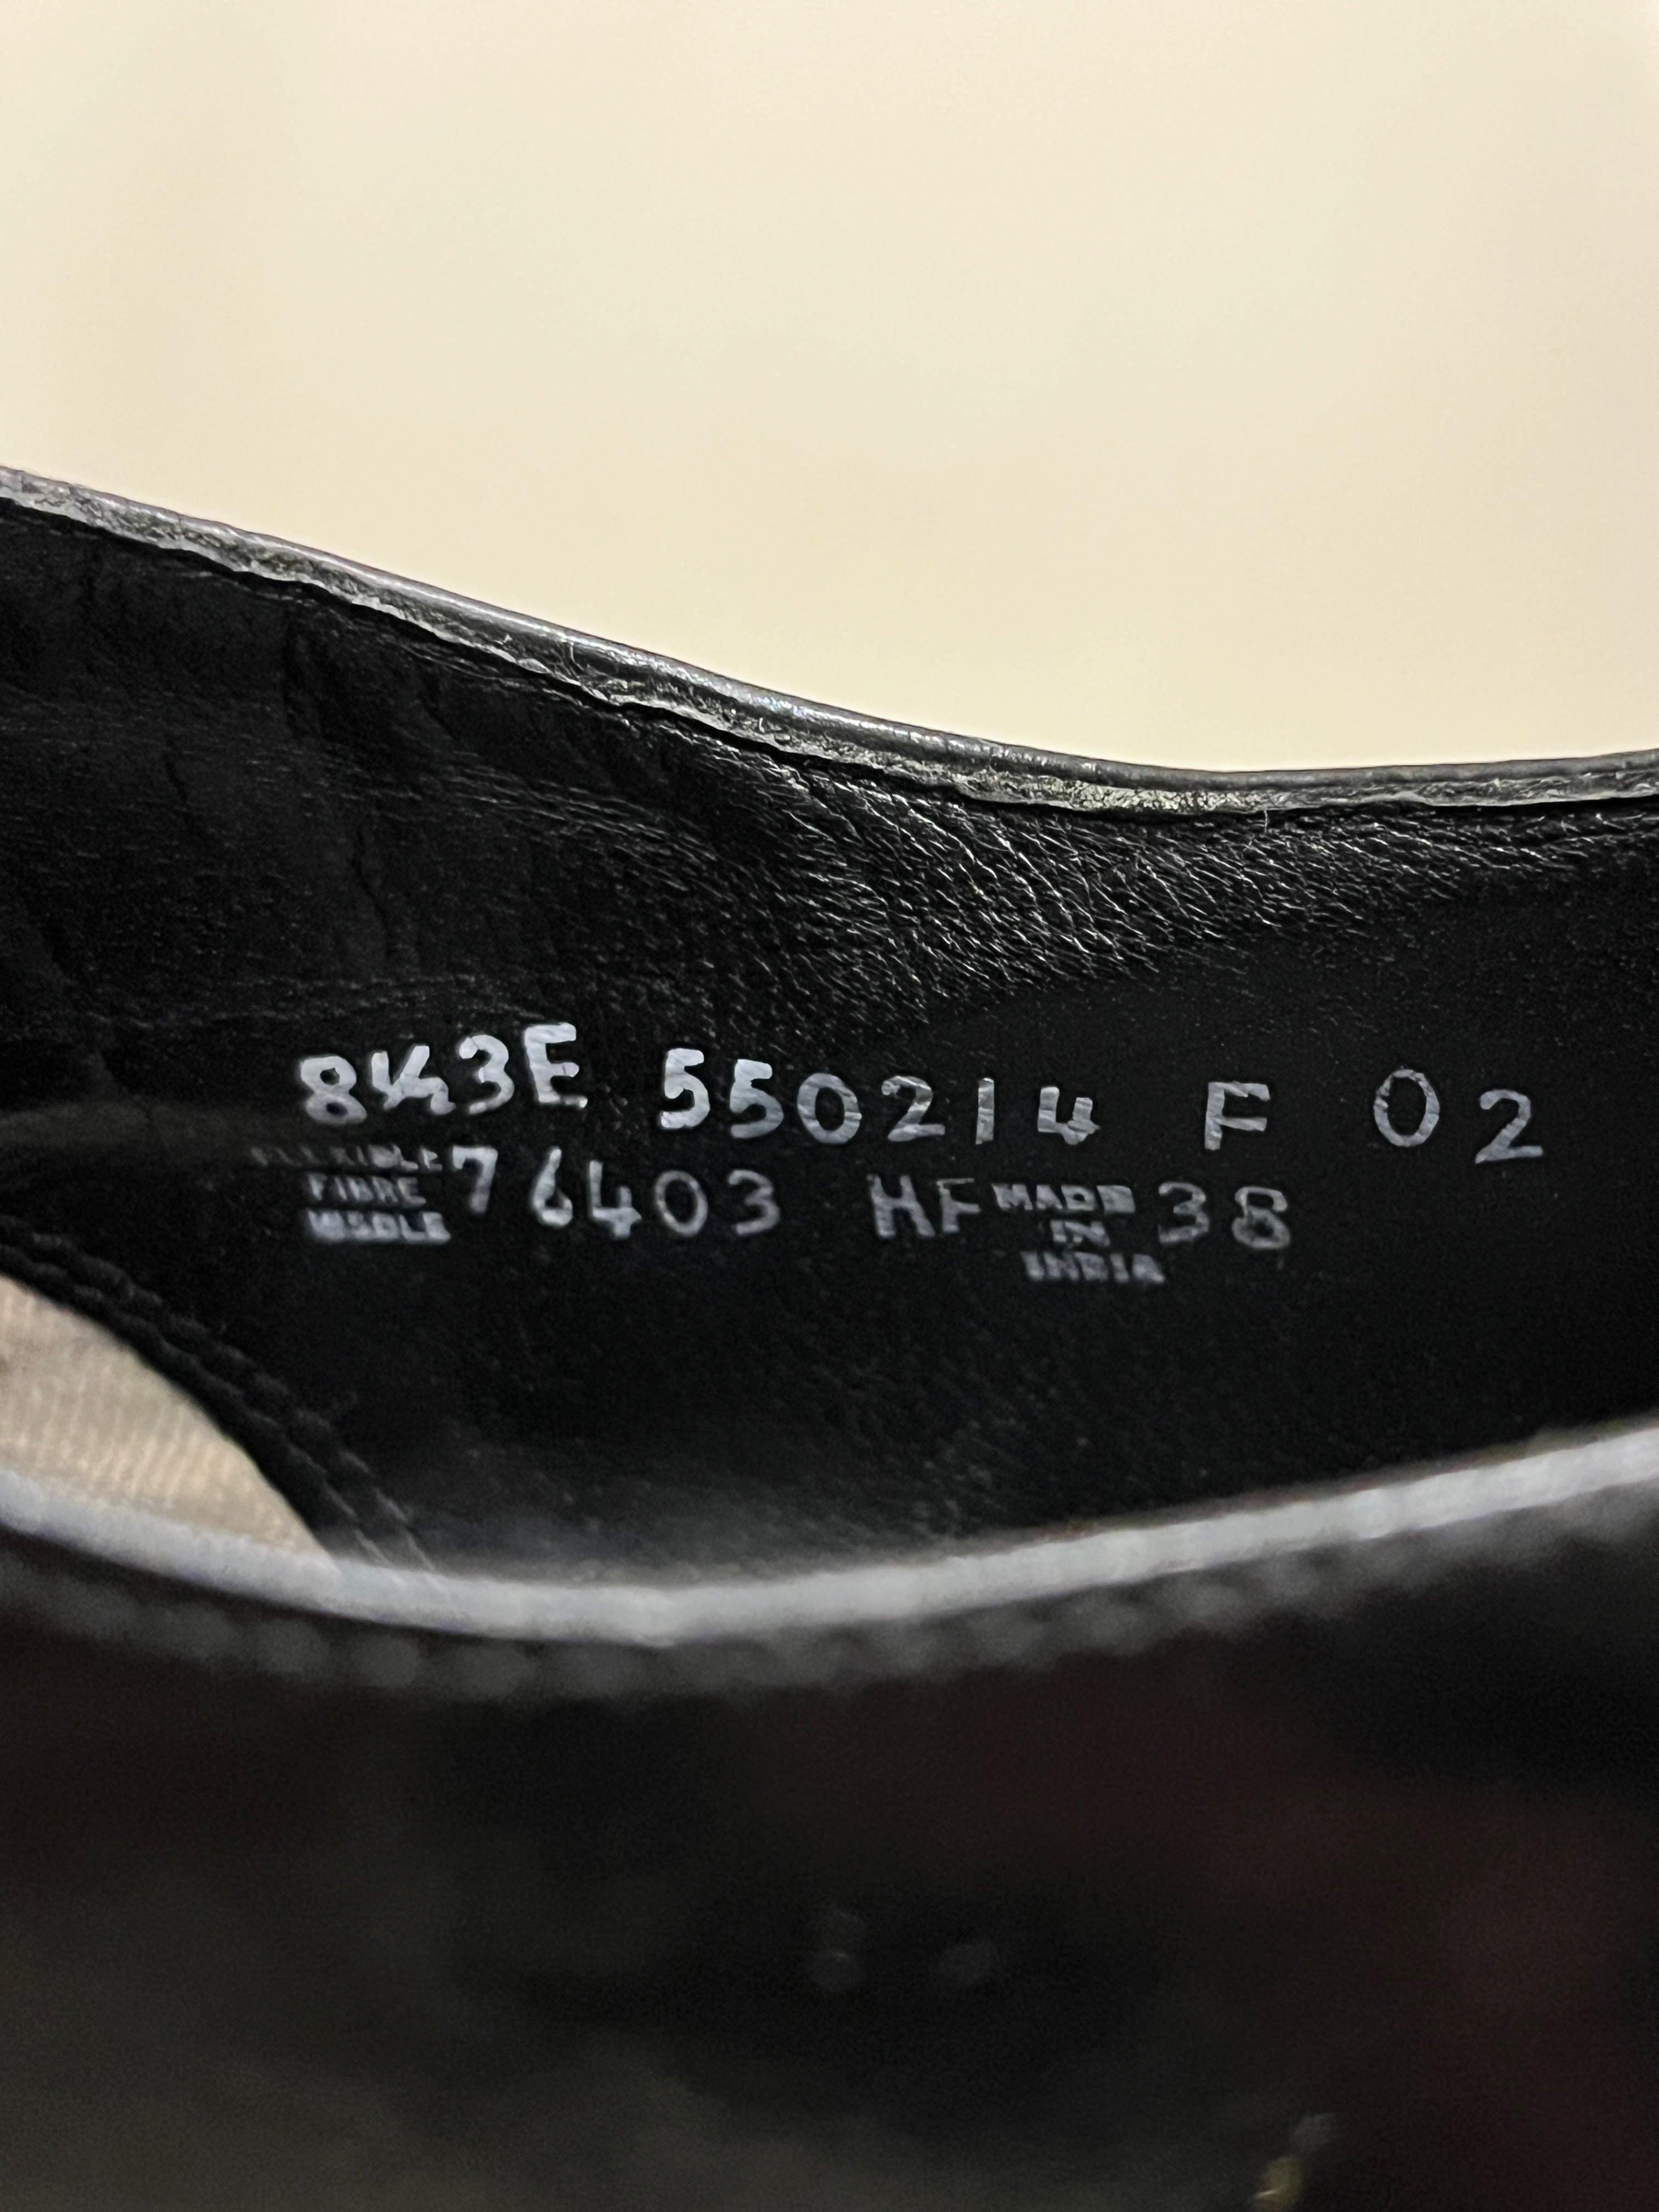 8½3E 550214 F 02
FLEXIBLE
FIBRE
INSOLE
76403 HF
MADE
IN
INDIA
38